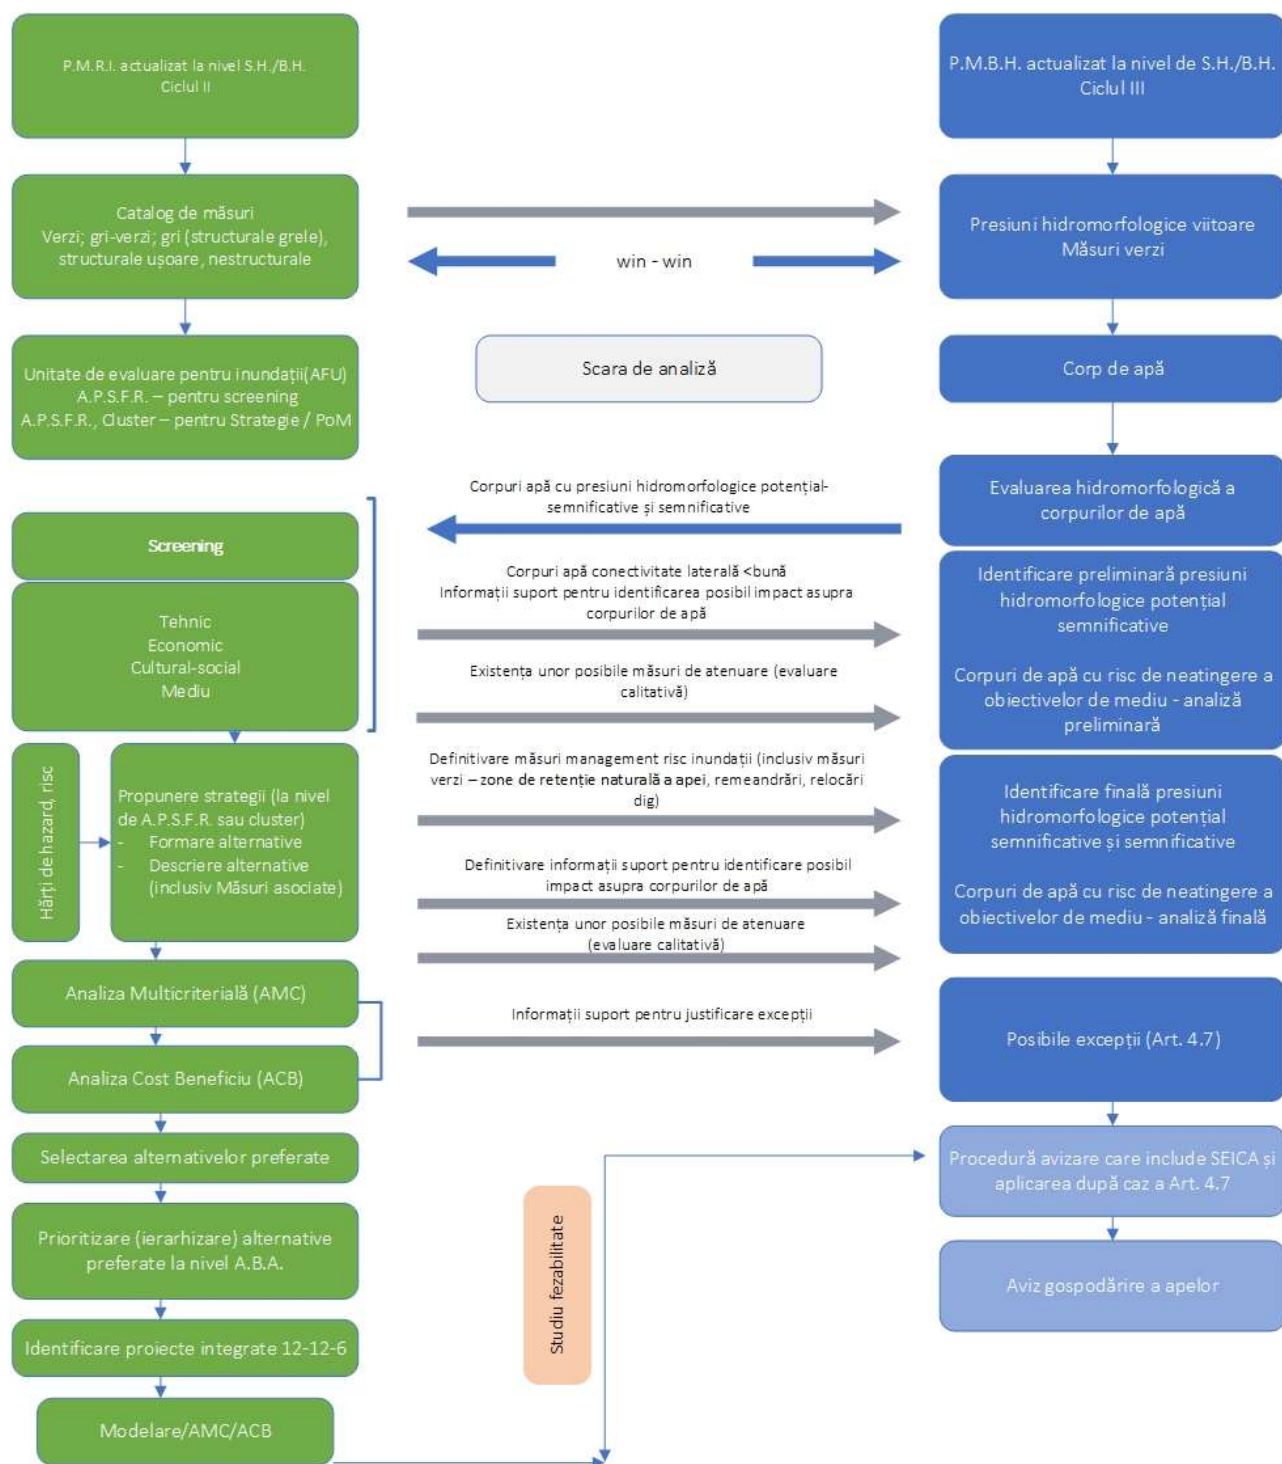 P.M.R.I. actualizat la nivel S.H./B.H.
Ciclul II
P.M.B.H. actualizat la nivel de S.H./B.H.
Ciclul III
Catalog de măsuri
Verzi; gri-verzi; gri (structurale grele),
structurale ușoare, nestructurale
win - win
Presiuni hidromorfologice viitoare
Măsuri verzi
Unitate de evaluare pentru inundații(AFU)
A.P.S.F.R. – pentru screening
A.P.S.F.R., Cluster – pentru Strategie / PoM
Scara de analiză
Corp de apă
Corpuri apă cu presiuni hidromorfologice potențial-
semnificative și semnificative
Evaluarea hidromorfologică a
corpurilor de apă
Screening
Tehnic
Economic
Cultural-social
Mediu
Corpuri apă conectivitate laterală <bună
Informații suport pentru identificarea posibil impact asupra
corpurilor de apă
Existența unor posibile măsuri de atenuare (evaluare
calitativă)
Identificare preliminară presiuni
hidromorfologice potențial
semnificative
Corpuri de apă cu risc de neatingere a
obiectivelor de mediu - analiză
preliminară
Hărți de hazard, risc
Propunere strategii (la nivel
de A.P.S.F.R. sau cluster)
- Formare alternative
- Descriere alternative
(inclusiv Măsuri asociate)
Definitivare măsuri management risc inundații (inclusiv măsuri
verzi – zone de retenție naturală a apei, remeandrări, relocări
dig)
Definitivare informații suport pentru identificare posibil
impact asupra corpurilor de apă
Existența unor posibile măsuri de atenuare
(evaluare calitativă)
Identificare finală presiuni
hidromorfologice potențial
semnificative și semnificative
Corpuri de apă cu risc de neatingere a
obiectivelor de mediu - analiză finală
Analiza Multicriterială (AMC)
Analiza Cost Beneficiu (ACB)
Informații suport pentru justificare excepții
Posibile excepții (Art. 4.7)
Selectarea alternativelor preferate
Prioritizare (ierarhizare) alternative
preferate la nivel A.B.A.
Identificare proiecte integrate 12-12-6
Modelare/AMC/ACB
Studiu fezabilitate
Procedură avizare care include SEICA și
aplicarea după caz a Art. 4.7
Aviz gospodărire a apelor